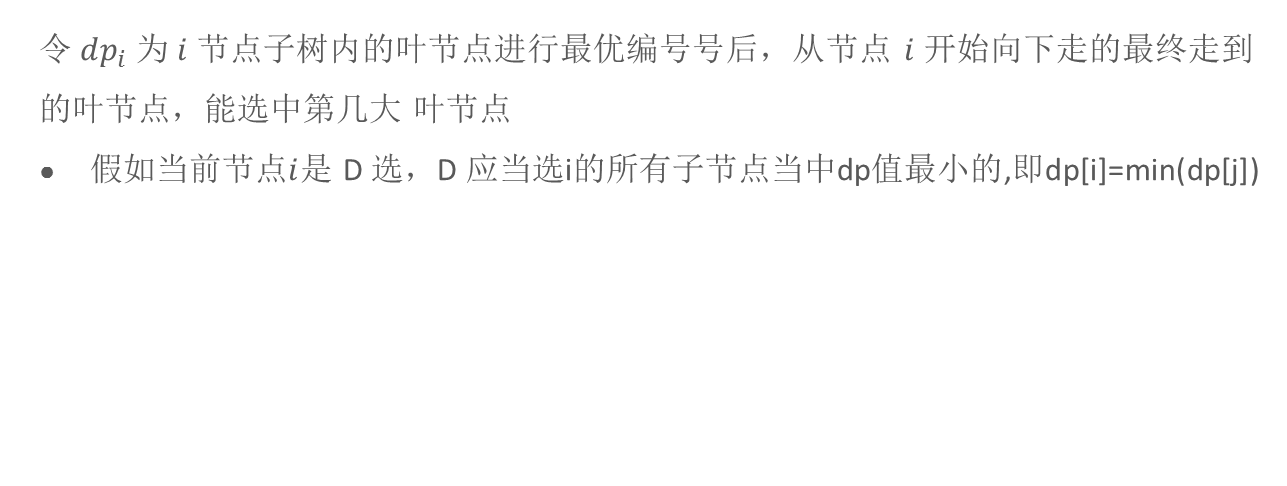 令 𝑑𝑝ᵢ 为 𝑖 节点子树内的叶节点进行最优编号号后，从节点 𝑖 开始向下走的最终走到
的叶节点，能选中第几大 叶节点
• 假如当前节点𝑖是 D 选，D 应当选i的所有子节点当中dp值最小的,即dp[i]=min(dp[j])